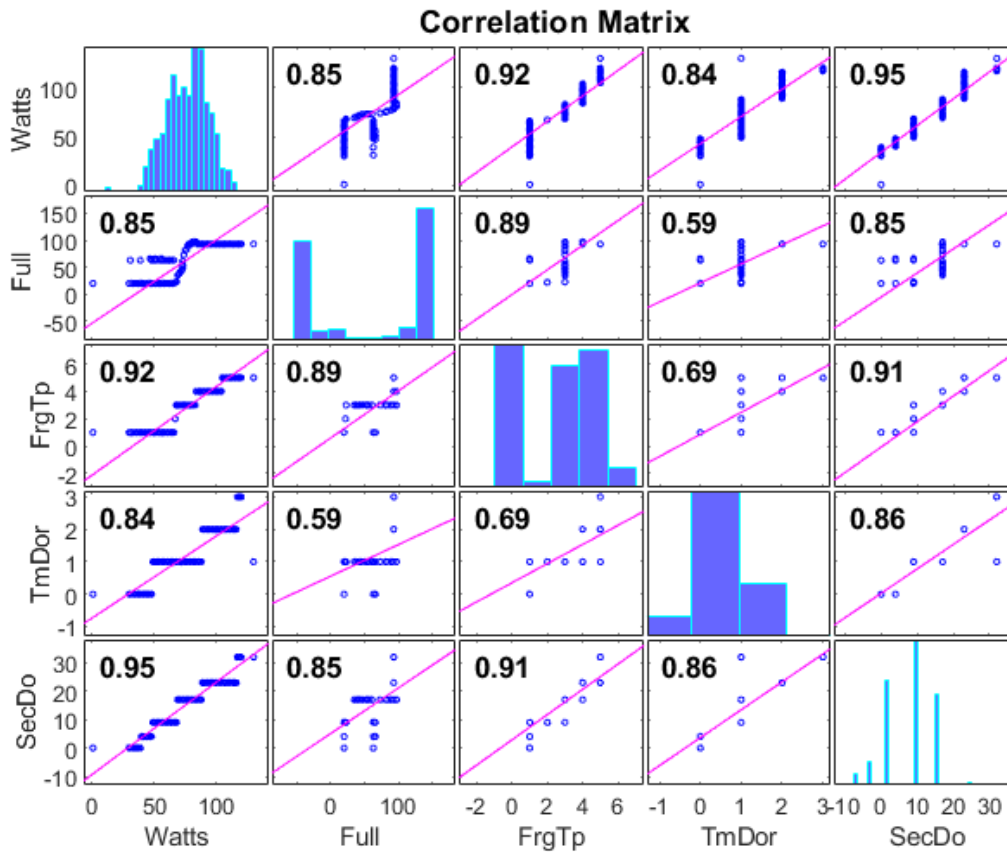 Correlation Matrix
0.85 0.92 0.84 0.95
Watts
100
50
0
0.85 0.89 0.59 0.85
Full
150
100
50
0
-50
0.92 0.89 0.69 0.91
FrgTp
6
4
2
0
-2
0.84 0.59 0.69 0.86
TmDor
3
2
1
0
-1
0.95 0.85 0.91 0.86
SecDo
30
20
10
0
-10
0 50 100 0 100 -2 0 2 4 6 -1 0 1 2 3 -10 0 10 20 30
Watts Full FrgTp TmDor SecDo